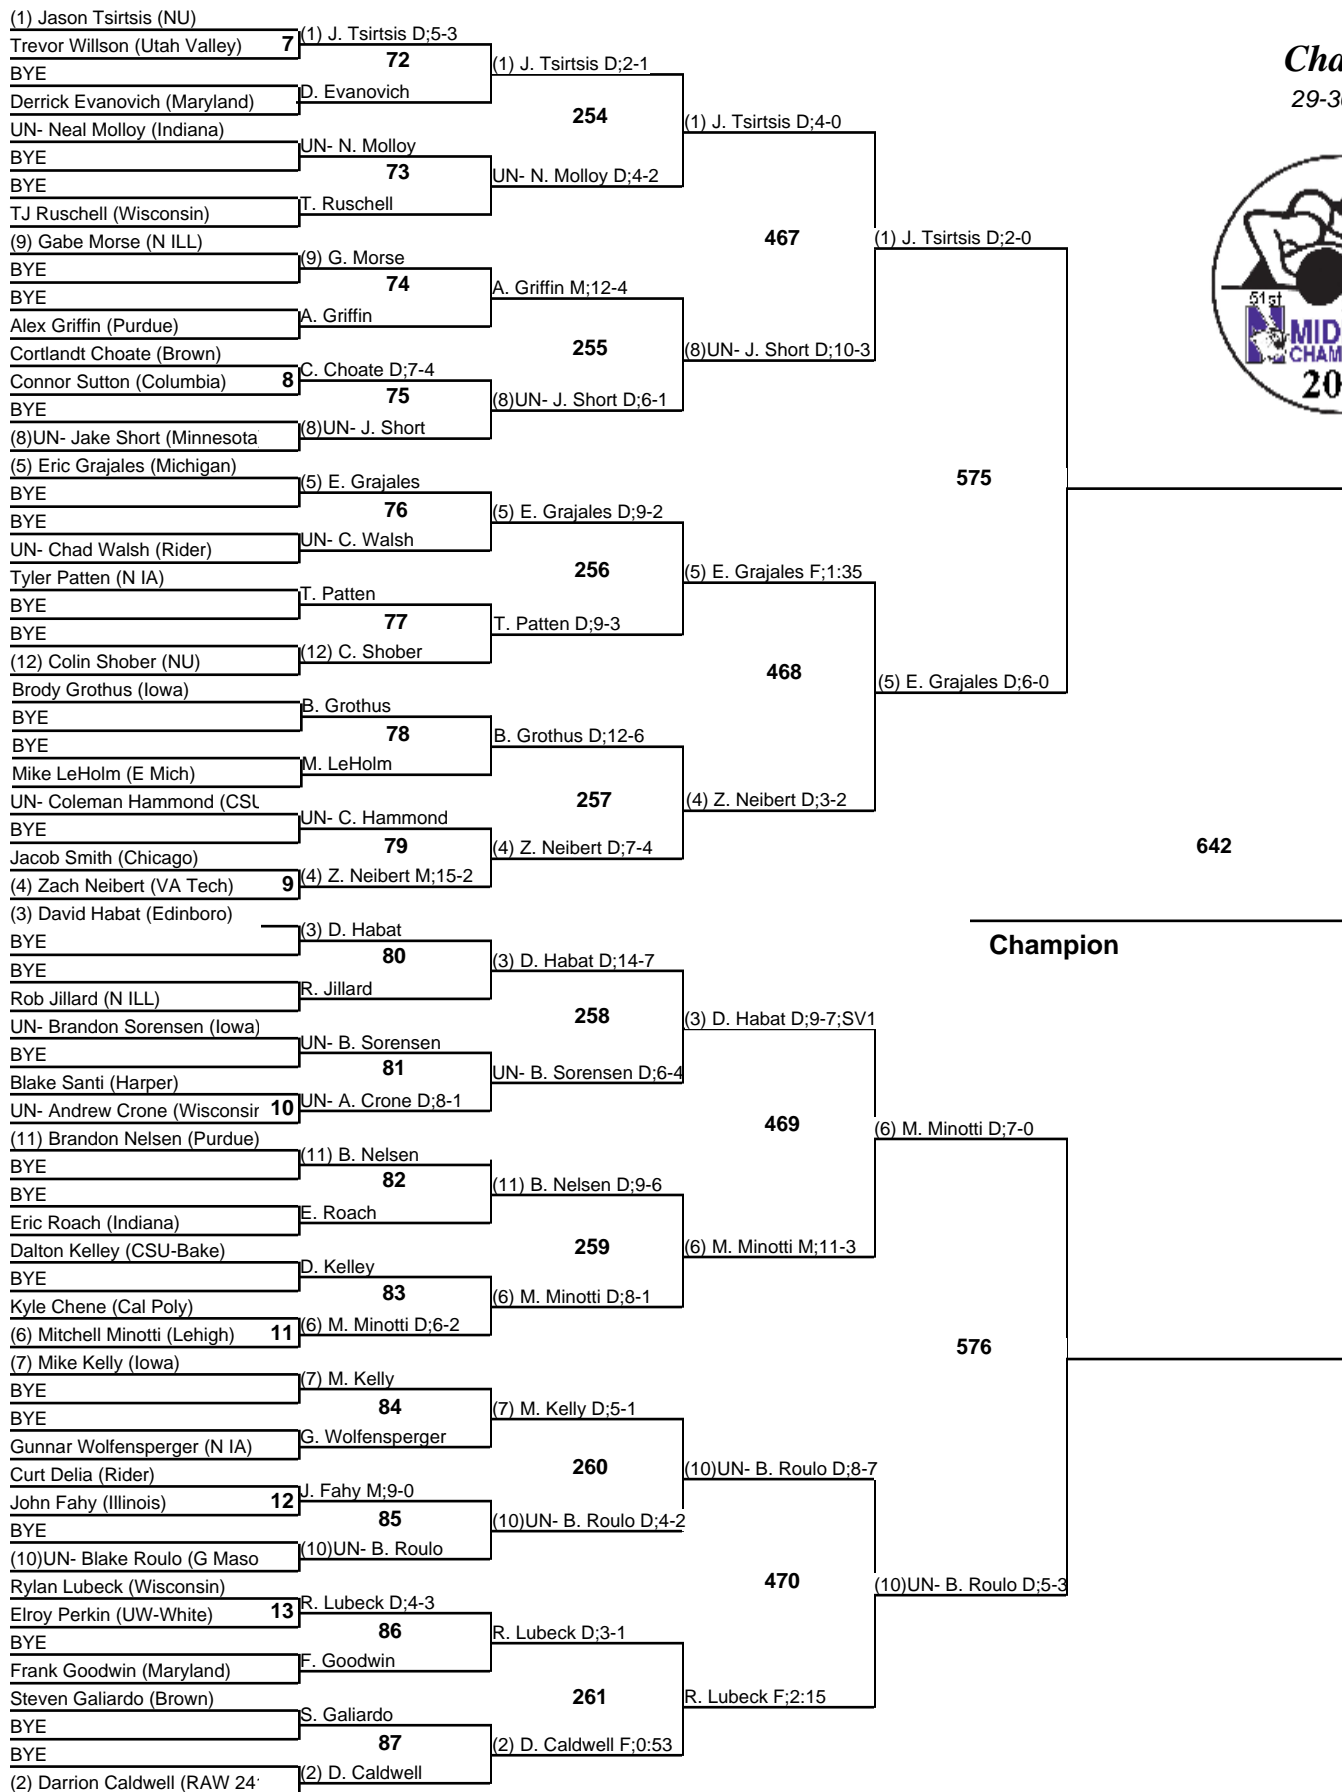 (1) Jason Tsirtsis (NU)
Trevor Willson (Utah Valley) 7
BYE
Derrick Evanovich (Maryland)
UN- Neal Molloy (Indiana)
BYE
BYE
TJ Ruschell (Wisconsin)
(9) Gabe Morse (N ILL)
BYE
BYE
Alex Griffin (Purdue)
Cortlandt Choate (Brown)
Connor Sutton (Columbia) 8
BYE
(8)UN- Jake Short (Minnesota
(5) Eric Grajales (Michigan)
BYE
BYE
UN- Chad Walsh (Rider)
Tyler Patten (N IA)
BYE
BYE
(12) Colin Shober (NU)
Brody Grothus (Iowa)
BYE
BYE
Mike LeHolm (E Mich)
UN- Coleman Hammond (CSU
BYE
Jacob Smith (Chicago)
(4) Zach Neibert (VA Tech) 9
(3) David Habat (Edinboro)
BYE
BYE
Rob Jillard (N ILL)
UN- Brandon Sorensen (Iowa)
BYE
Blake Santi (Harper)
UN- Andrew Crone (Wisconsin 10
(11) Brandon Nelsen (Purdue)
BYE
BYE
Eric Roach (Indiana)
Dalton Kelley (CSU-Bake)
BYE
Kyle Chene (Cal Poly)
(6) Mitchell Minotti (Lehigh) 11
(7) Mike Kelly (Iowa)
BYE
BYE
Gunnar Wolfensperger (N IA)
Curt Delia (Rider)
John Fahy (Illinois) 12
BYE
(10)UN- Blake Roulo (G Maso
Rylan Lubeck (Wisconsin)
Elroy Perkin (UW-White) 13
BYE
Frank Goodwin (Maryland)
Steven Galiardo (Brown)
BYE
BYE
(2) Darrion Caldwell (RAW 24
(1) J. Tsirtsis D;5-3
72
D. Evanovich
UN- N. Molloy
73
T. Ruschell
(9) G. Morse
74
A. Griffin
C. Choate D;7-4
75
(8)UN- J. Short
(5) E. Grajales
76
UN- C. Walsh
T. Patten
77
(12) C. Shober
B. Grothus
78
M. LeHolm
UN- C. Hammond
79
(4) Z. Neibert M;15-2
(3) D. Habat
80
R. Jillard
UN- B. Sorensen
81
UN- A. Crone D;8-1
(11) B. Nelsen
82
E. Roach
D. Kelley
83
(6) M. Minotti D;6-2
(7) M. Kelly
84
G. Wolfensperger
J. Fahy M;9-0
85
(10)UN- B. Roulo
R. Lubeck D;4-3
86
F. Goodwin
S. Galiardo
87
(2) D. Caldwell
(1) J. Tsirtsis D;2-1
254
UN- N. Molloy D;4-2
A. Griffin M;12-4
255
(8)UN- J. Short D;6-1
(5) E. Grajales D;9-2
256
T. Patten D;9-3
B. Grothus D;12-6
257
(4) Z. Neibert D;7-4
(3) D. Habat D;14-7
258
UN- B. Sorensen D;6-4
(11) B. Nelsen D;9-6
259
(6) M. Minotti D;8-1
(7) M. Kelly D;5-1
260
(10)UN- B. Roulo D;4-2
R. Lubeck D;3-1
261
(2) D. Caldwell F;0:53
(1) J. Tsirtsis D;4-0
467
(8)UN- J. Short D;10-3
(5) E. Grajales F;1:35
468
(4) Z. Neibert D;3-2
(3) D. Habat D;9-7;SV1
469
(6) M. Minotti M;11-3
(10)UN- B. Roulo D;8-7
470
R. Lubeck F;2:15
(1) J. Tsirtsis D;2-0
575
(5) E. Grajales D;6-0
(6) M. Minotti D;7-0
576
(10)UN- B. Roulo D;5-3
642
Champion
Cha
29-3
51st
N MID
CHAM
20